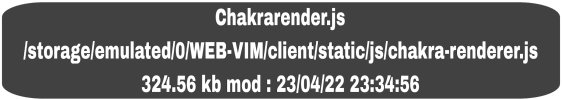 Chakrarender.js
/storage/emulated/0/WEB-VIM/client/static/js/chakra-renderer.js
324.56 kb mod : 23/04/22 23:34:56